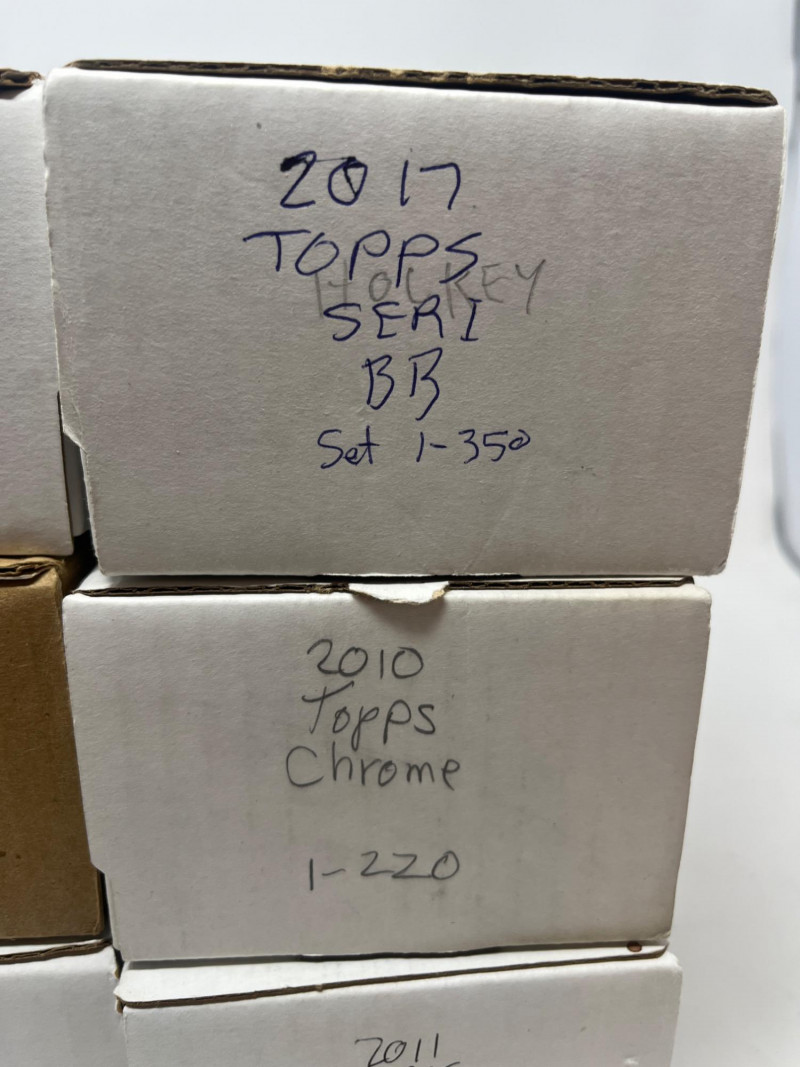 2017
TOPPS
HOCKEY
SERI
BB
Set 1-350
2010
Topps
Chrome
1-220
2011